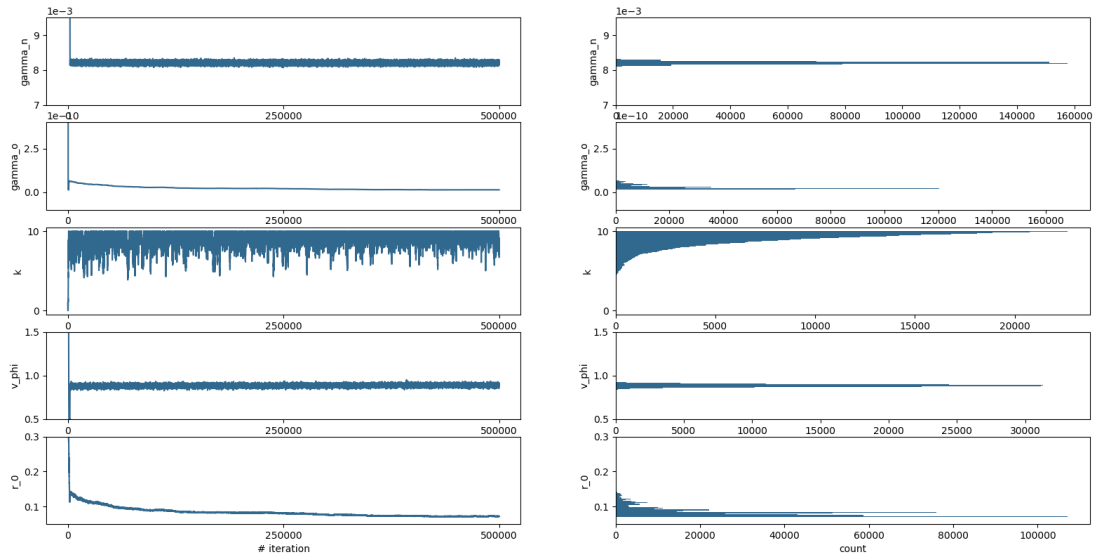 1e−3 1e−3
9 9
gamma_n gamma_n
8 8
7 7
0 250000 500000 0 20000 40000 60000 80000 100000 120000 140000 160000
1e−10
2.5 2.5
gamma_o gamma_o
0.0 0.0
0 250000 500000 0 20000 40000 60000 80000 100000 120000 140000 160000
10 10
k k
0 0
0 250000 500000 0 5000 10000 15000 20000
1.5 1.5
v_phi v_phi
1.0 1.0
0.5 0.5
0 250000 500000 0 5000 10000 15000 20000 25000 30000
0.3 0.3
r_0 r_0
0.2 0.2
0.1 0.1
0 250000 500000 0 20000 40000 60000 80000 100000
# iteration count